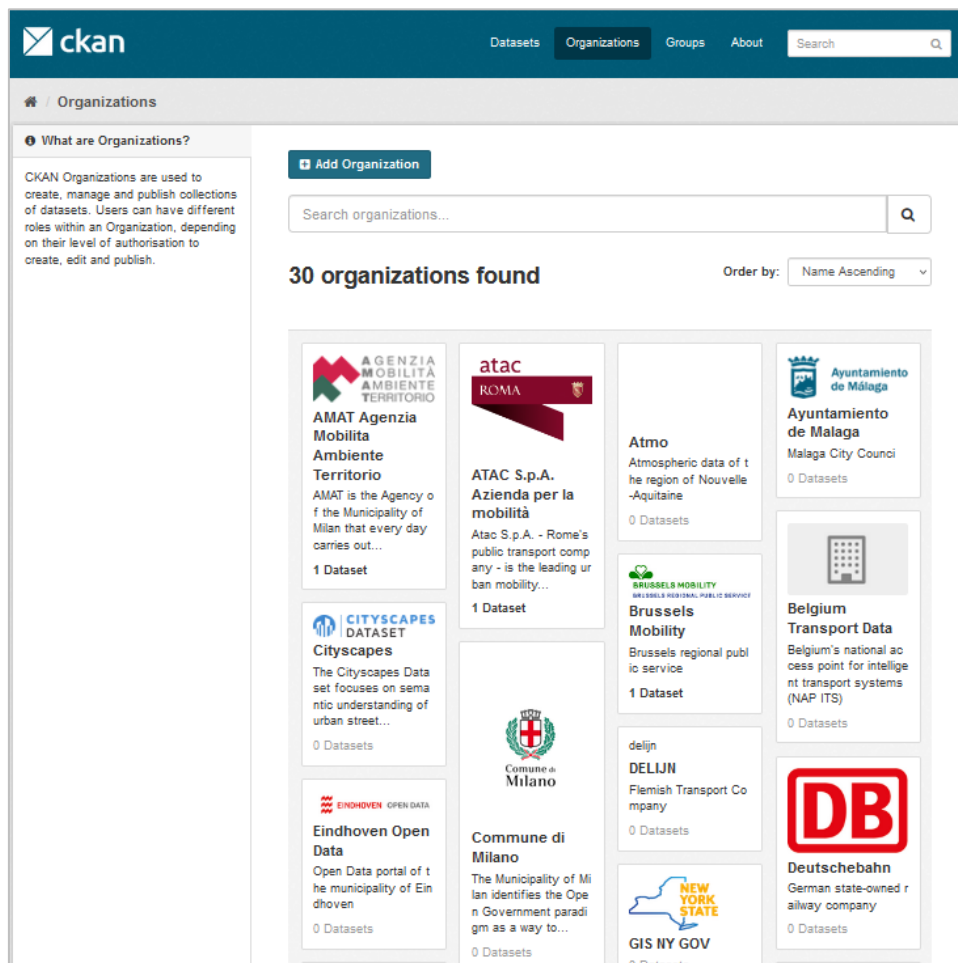 ckan
Datasets
Organizations
Groups
About
Search
/ Organizations
What are Organizations?
CKAN Organizations are used to
create, manage and publish collections
of datasets. Users can have different
roles within an Organization, depending
on their level of authorisation to
create, edit and publish.
Add Organization
Search organizations...
30 organizations found
Order by:
Name Ascending
AGENZIA
MOBILITÀ
AMBIENTE
TERRITORIO
AMAT Agenzia
Mobilita
Ambiente
Territorio
AMAT is the Agency o
f the Municipality of
Milan that every day
carries out...
1 Dataset
atac
ROMA
ATAC S.p.A.
Azienda per la
mobilità
Atac S.p.A. - Rome's
public transport comp
any - is the leading ur
ban mobility...
1 Dataset
Atmo
Atmospheric data of t
he region of Nouvelle
-Aquitaine
0 Datasets
Ayuntamiento
de Málaga
Ayuntamiento
de Malaga
Malaga City Counci
0 Datasets
CITYSCAPES
DATASET
Cityscapes
The Cityscapes Data
set focuses on sema
ntic understanding of
urban street...
0 Datasets
Comune di
Milano
Commune di
Milano
The Municipality of Mi
lan identifies the Ope
n Government paradi
gm as a way to...
0 Datasets
BRUSSELS MOBILITY
BRUSSELS REGIONAL PUBLIC SERVICE
Brussels
Mobility
Brussels regional publ
ic service
1 Dataset
Belgium
Transport Data
Belgium's national ac
cess point for intellige
nt transport systems
(NAP ITS)
0 Datasets
EINDHOVEN OPEN DATA
Eindhoven Open
Data
Open Data portal of t
he municipality of Ein
dhoven
0 Datasets
delijn
DELIJN
Flemish Transport Co
mpany
0 Datasets
DB
Deutschebahn
German state-owned r
ailway company
0 Datasets
NEW
YORK
STATE
GIS NY GOV